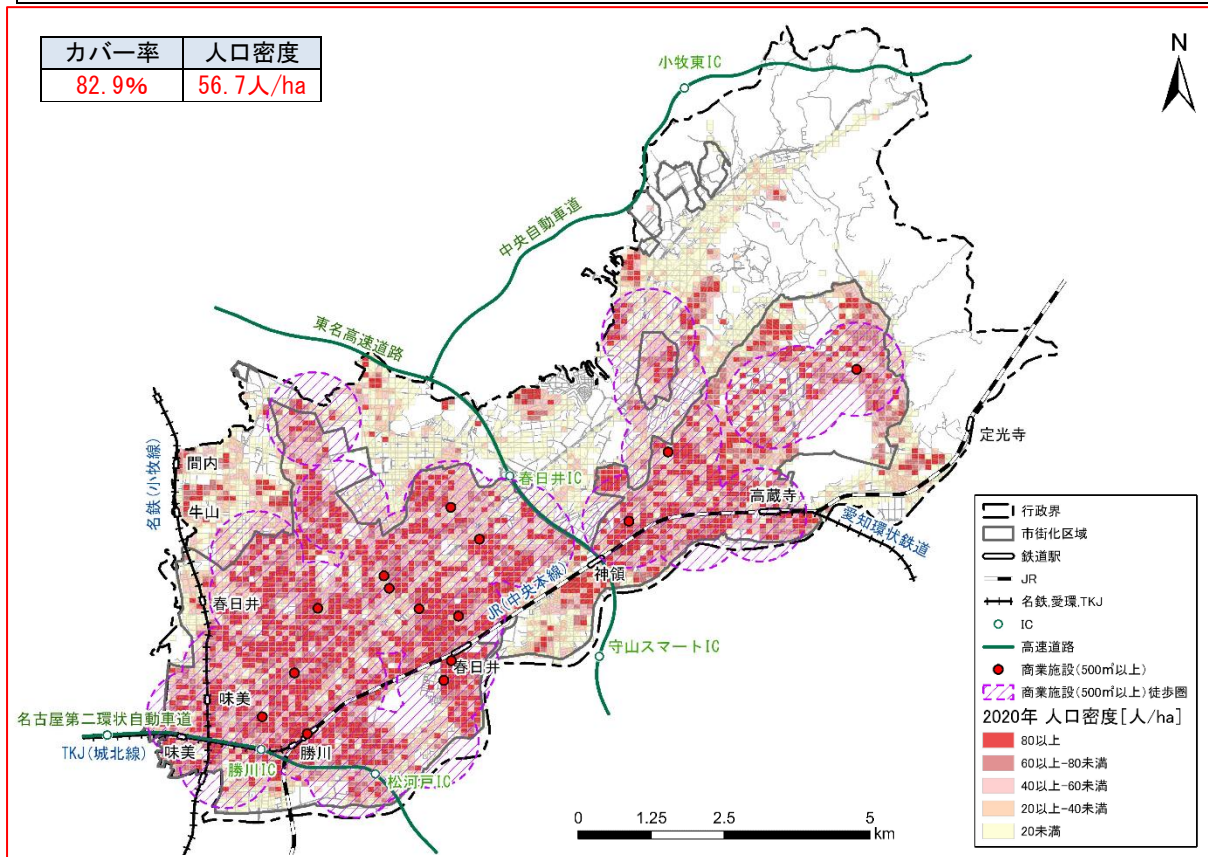 カバー率 人口密度
82.9% 56.7人/ha
小牧東IC
N
中央自動車道
東名高速道路
名鉄(小牧線)
間内
牛山
春日井IC
定光寺
高蔵寺
愛知環状鉄道
神領
JR(中央本線)
春日井
守山スマートIC
春日井
味美
名古屋第二環状自動車道
TKJ(城北線)
味美
勝川
勝川IC
松河戸IC
行政界
市街化区域
鉄道駅
JR
名鉄,愛環,TKJ
IC
高速道路
商業施設(500㎡以上)
商業施設(500㎡以上)徒歩圏
2020年 人口密度[人/ha]
80以上
60以上-80未満
40以上-60未満
20以上-40未満
20未満
0 1.25 2.5 5
km